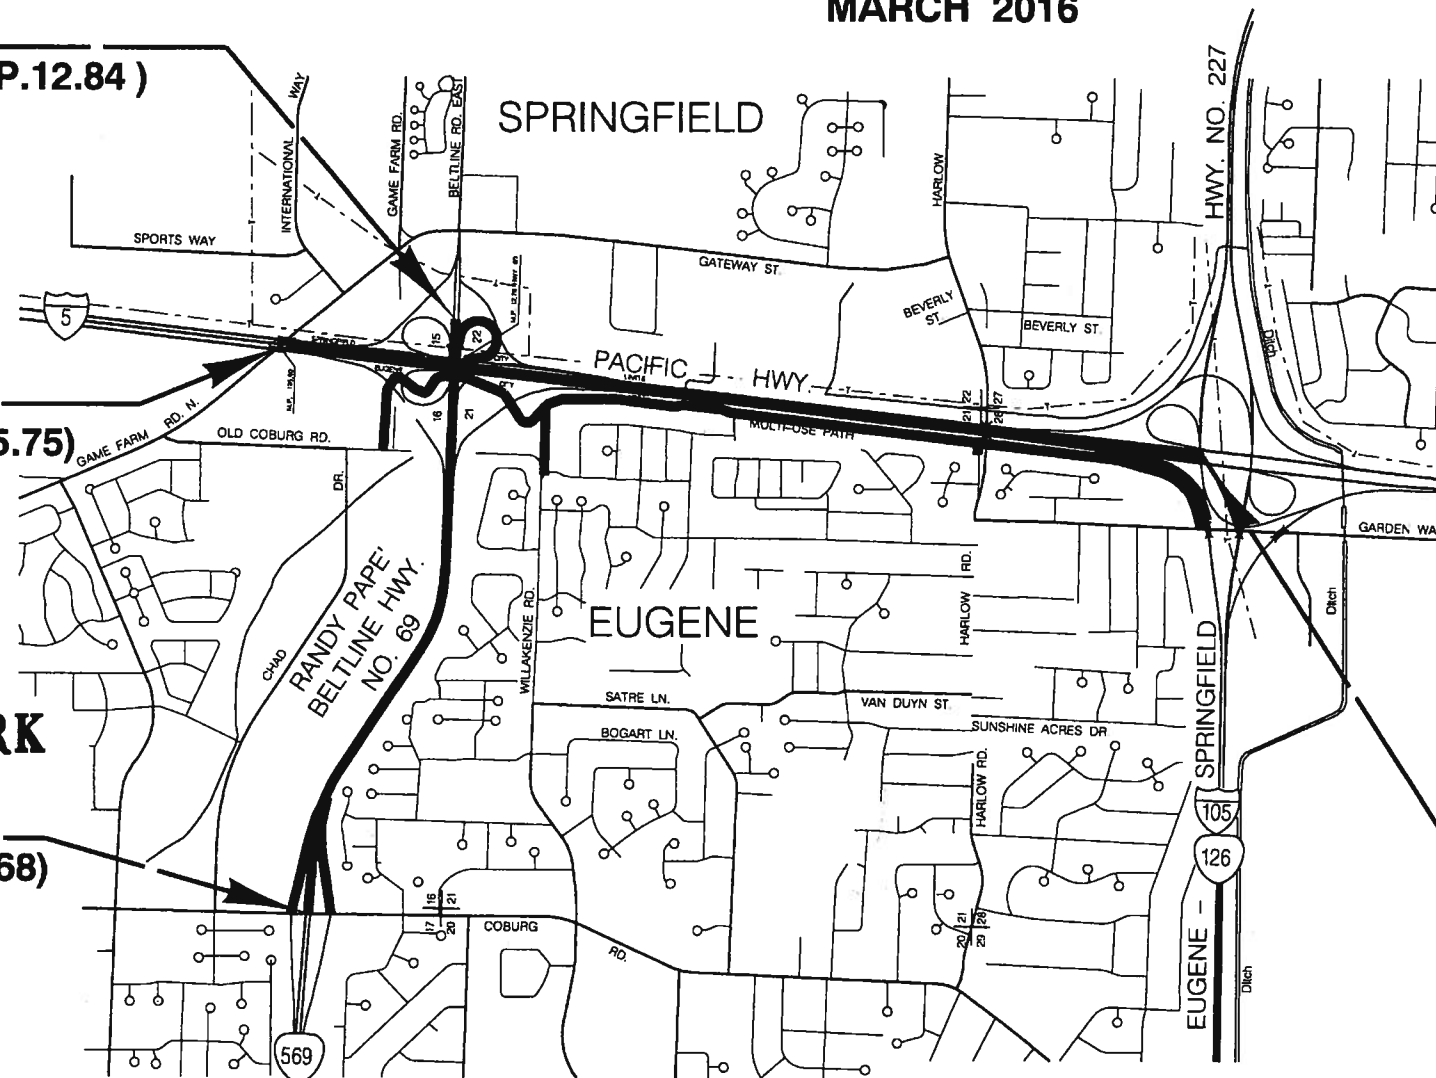 MARCH 2016
P.12.84 )
SPRINGFIELD
HWY. NO. 227
INTERNATIONAL WAY
GAME FARM RD.
BELTLINE RD. EAST
HARLOW
SPORTS WAY
GATEWAY ST.
BEVERLY
ST.
BEVERLY ST.
5
15
22
PACIFIC HWY.
22
27
21
28
16
21
MULTI-USE PATH
5.75)
GAME FARM RD. N.
OLD COBURG RD.
GARDEN WA
DR.
CHAD
RANDY PAPE'
BELTLINE HWY.
NO. 69
WILLAKENZIE RD.
EUGENE
HARLOW RD.
Ditch
Ditch
SATRE LN.
VAN DUYN ST.
BOGART LN.
SUNSHINE ACRES DR
HARLOW RD.
RK
68)
EUGENE - SPRINGFIELD
105
126
16
21
17
20
21
28
20
29
COBURG RD.
Ditch
569